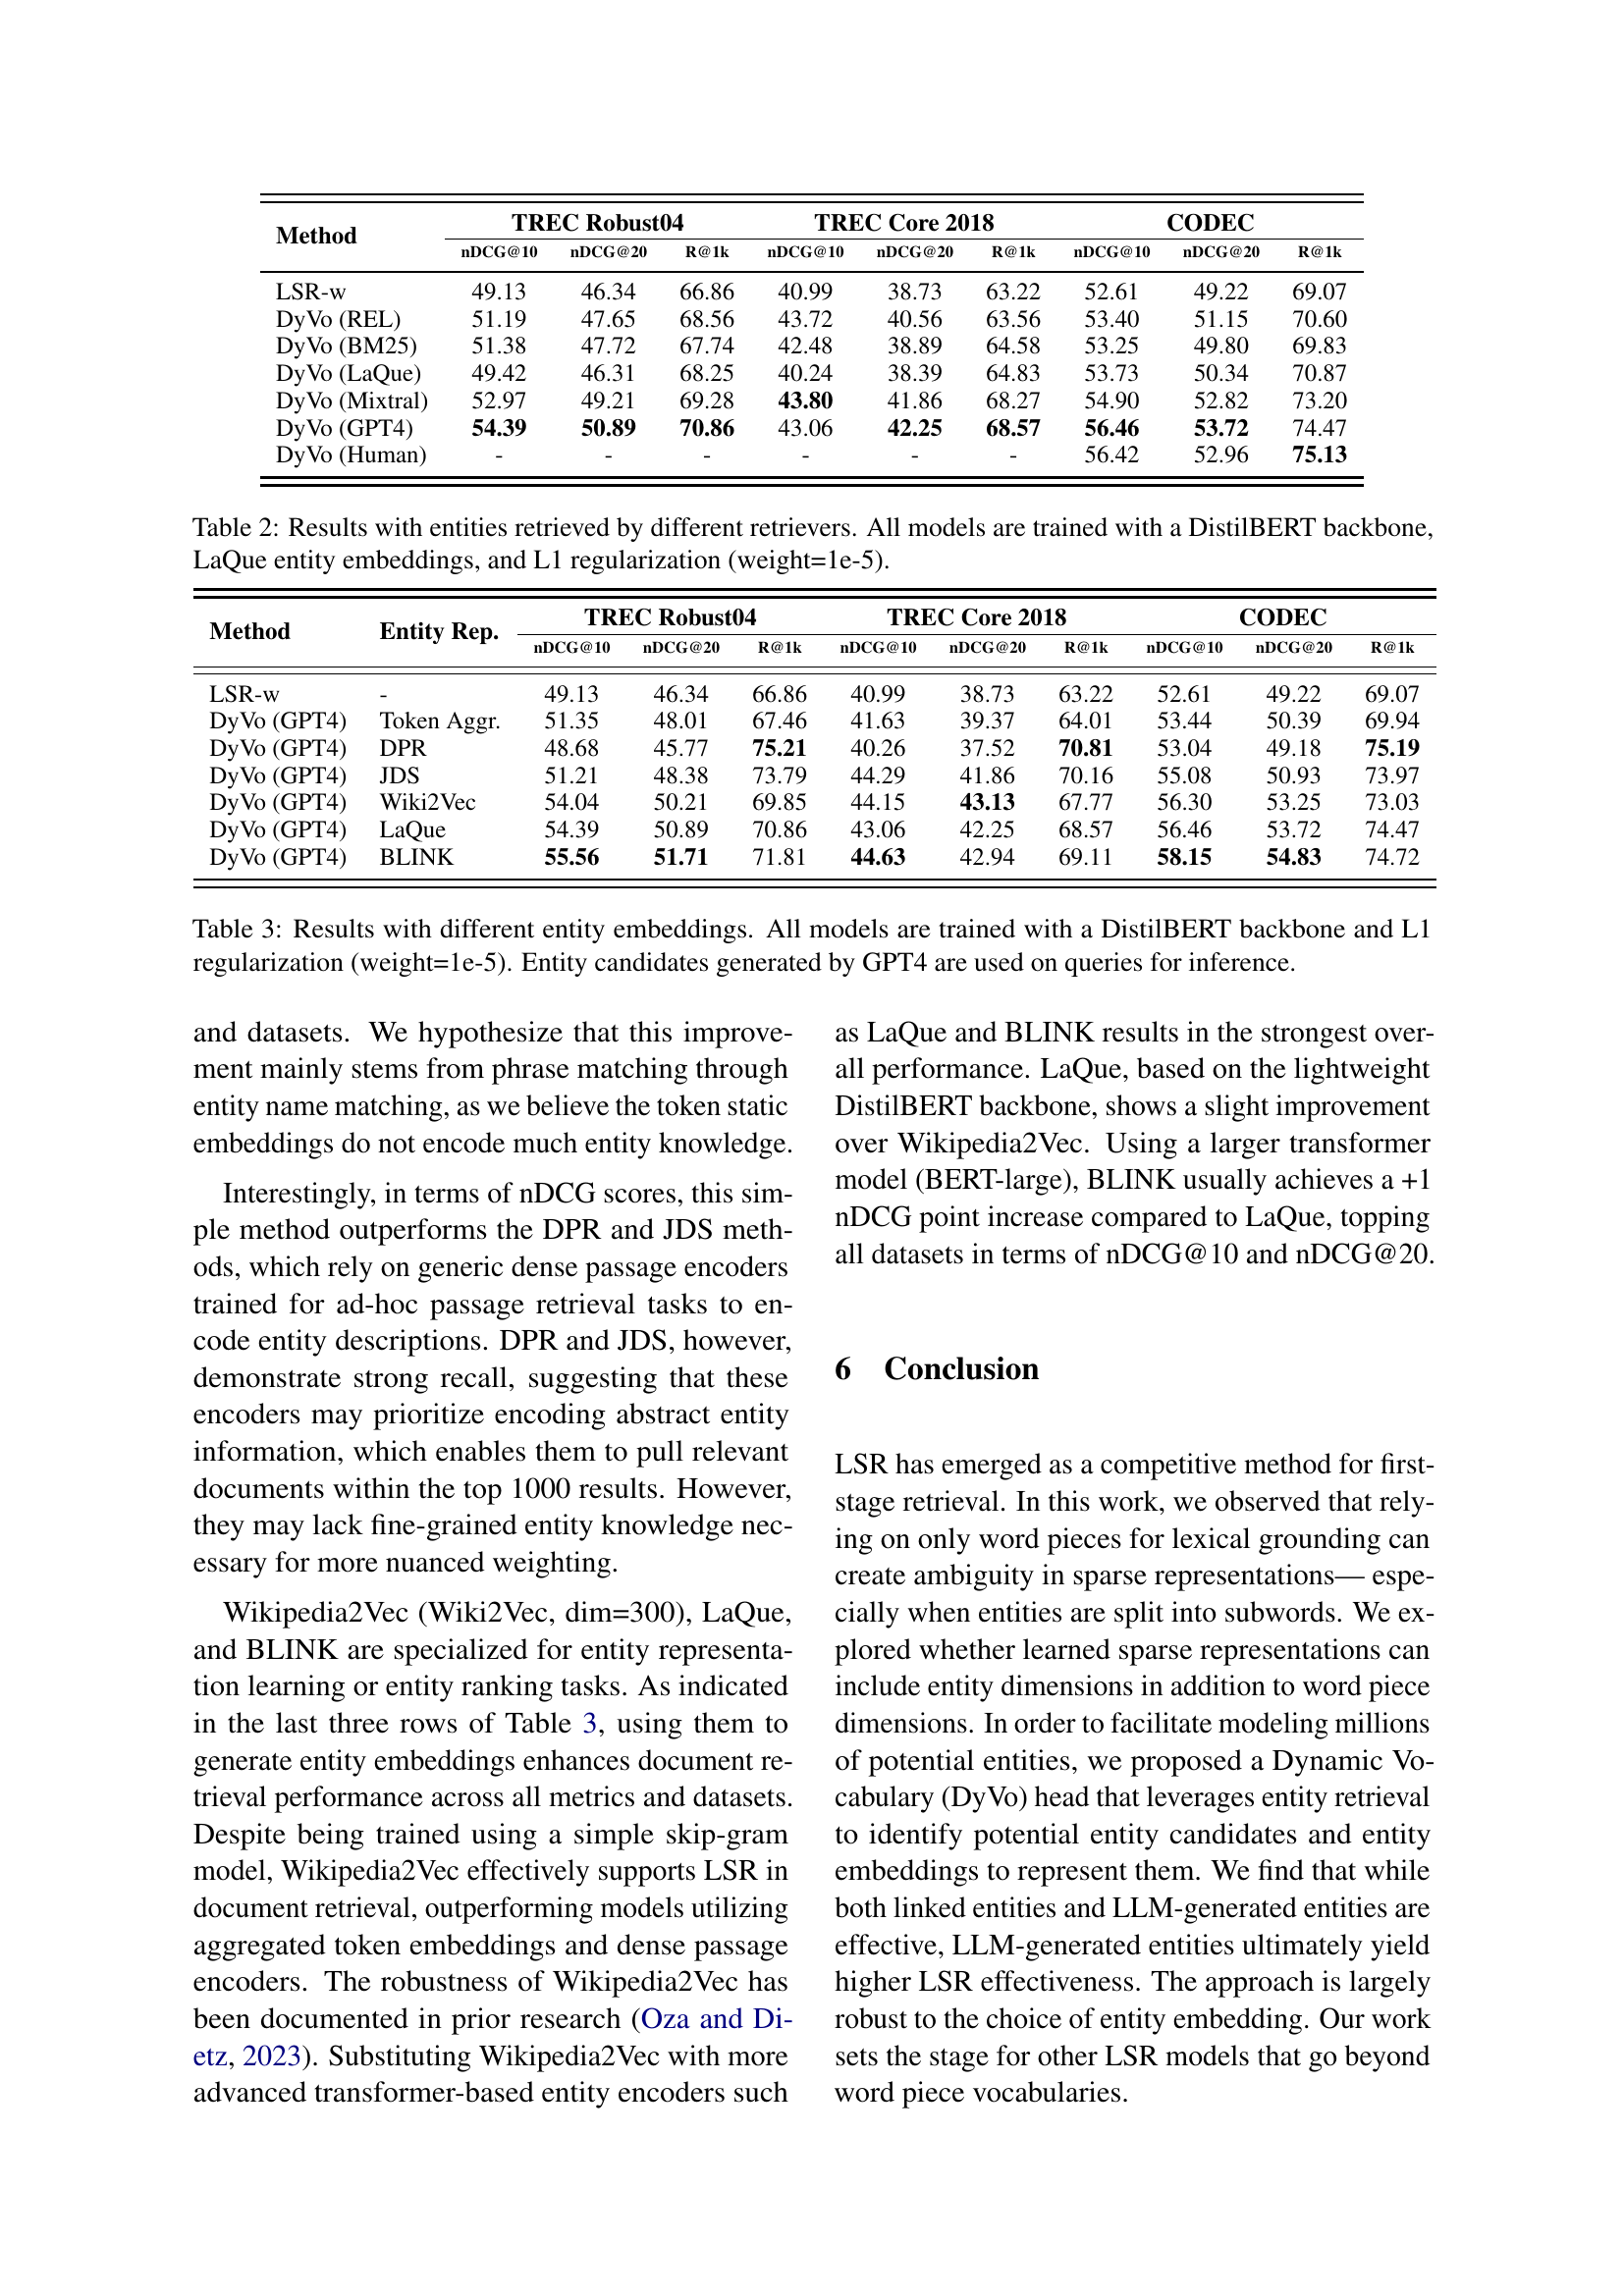 Method TREC Robust04 TREC Core 2018 CODEC
nDCG@10 nDCG@20 R@1k nDCG@10 nDCG@20 R@1k nDCG@10 nDCG@20 R@1k
LSR-w 49.13 46.34 66.86 40.99 38.73 63.22 52.61 49.22 69.07
DyVo (REL) 51.19 47.65 68.56 43.72 40.56 63.56 53.40 51.15 70.60
DyVo (BM25) 51.38 47.72 67.74 42.48 38.89 64.58 53.25 49.80 69.83
DyVo (LaQue) 49.42 46.31 68.25 40.24 38.39 64.83 53.73 50.34 70.87
DyVo (Mixtral) 52.97 49.21 69.28 43.80 41.86 68.27 54.90 52.82 73.20
DyVo (GPT4) 54.39 50.89 70.86 43.06 42.25 68.57 56.46 53.72 74.47
DyVo (Human) - - - - - - 56.42 52.96 75.13
Table 2: Results with entities retrieved by different retrievers. All models are trained with a DistilBERT backbone,
LaQue entity embeddings, and L1 regularization (weight=1e-5).
Method Entity Rep. TREC Robust04 TREC Core 2018 CODEC
nDCG@10 nDCG@20 R@1k nDCG@10 nDCG@20 R@1k nDCG@10 nDCG@20 R@1k
LSR-w - 49.13 46.34 66.86 40.99 38.73 63.22 52.61 49.22 69.07
DyVo (GPT4) Token Aggr. 51.35 48.01 67.46 41.63 39.37 64.01 53.44 50.39 69.94
DyVo (GPT4) DPR 48.68 45.77 75.21 40.26 37.52 70.81 53.04 49.18 75.19
DyVo (GPT4) JDS 51.21 48.38 73.79 44.29 41.86 70.16 55.08 50.93 73.97
DyVo (GPT4) Wiki2Vec 54.04 50.21 69.85 44.15 43.13 67.77 56.30 53.25 73.03
DyVo (GPT4) LaQue 54.39 50.89 70.86 43.06 42.25 68.57 56.46 53.72 74.47
DyVo (GPT4) BLINK 55.56 51.71 71.81 44.63 42.94 69.11 58.15 54.83 74.72
Table 3: Results with different entity embeddings. All models are trained with a DistilBERT backbone and L1
regularization (weight=1e-5). Entity candidates generated by GPT4 are used on queries for inference.
and datasets. We hypothesize that this improve-
ment mainly stems from phrase matching through
entity name matching, as we believe the token static
embeddings do not encode much entity knowledge.
Interestingly, in terms of nDCG scores, this sim-
ple method outperforms the DPR and JDS meth-
ods, which rely on generic dense passage encoders
trained for ad-hoc passage retrieval tasks to en-
code entity descriptions. DPR and JDS, however,
demonstrate strong recall, suggesting that these
encoders may prioritize encoding abstract entity
information, which enables them to pull relevant
documents within the top 1000 results. However,
they may lack fine-grained entity knowledge nec-
essary for more nuanced weighting.
Wikipedia2Vec (Wiki2Vec, dim=300), LaQue,
and BLINK are specialized for entity representa-
tion learning or entity ranking tasks. As indicated
in the last three rows of Table 3, using them to
generate entity embeddings enhances document re-
trieval performance across all metrics and datasets.
Despite being trained using a simple skip-gram
model, Wikipedia2Vec effectively supports LSR in
document retrieval, outperforming models utilizing
aggregated token embeddings and dense passage
encoders. The robustness of Wikipedia2Vec has
been documented in prior research (Oza and Di-
etz, 2023). Substituting Wikipedia2Vec with more
advanced transformer-based entity encoders such
as LaQue and BLINK results in the strongest over-
all performance. LaQue, based on the lightweight
DistilBERT backbone, shows a slight improvement
over Wikipedia2Vec. Using a larger transformer
model (BERT-large), BLINK usually achieves a +1
nDCG point increase compared to LaQue, topping
all datasets in terms of nDCG@10 and nDCG@20.
6 Conclusion
LSR has emerged as a competitive method for first-
stage retrieval. In this work, we observed that rely-
ing on only word pieces for lexical grounding can
create ambiguity in sparse representations— espe-
cially when entities are split into subwords. We ex-
plored whether learned sparse representations can
include entity dimensions in addition to word piece
dimensions. In order to facilitate modeling millions
of potential entities, we proposed a Dynamic Vo-
cabulary (DyVo) head that leverages entity retrieval
to identify potential entity candidates and entity
embeddings to represent them. We find that while
both linked entities and LLM-generated entities are
effective, LLM-generated entities ultimately yield
higher LSR effectiveness. The approach is largely
robust to the choice of entity embedding. Our work
sets the stage for other LSR models that go beyond
word piece vocabularies.